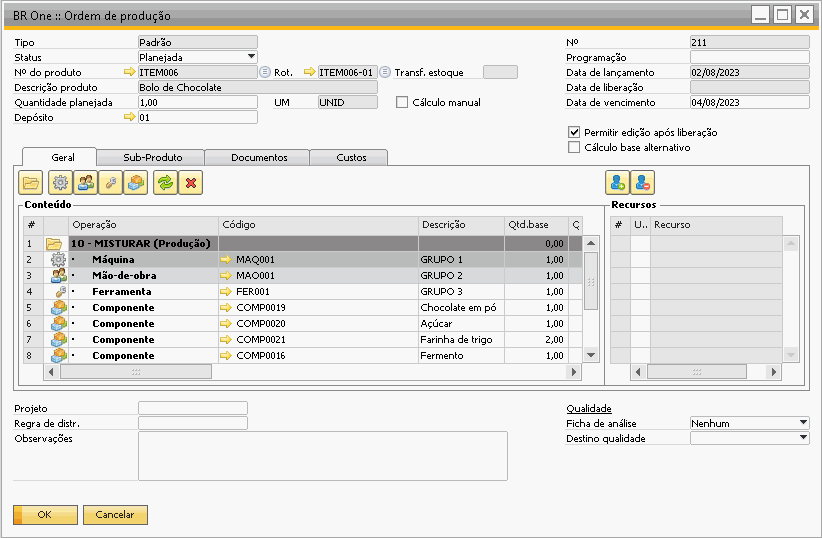 BR One :: Ordem de produção
Tipo Padrão Nº 211
Status Planejada Programação
Nº do produto ITEM006 Rot. ITEM006-01 Transf. estoque Data de lançamento 02/08/2023
Descrição produto Bolo de Chocolate Data de liberação
Quantidade planejada 1,00 UM UNID Cálculo manual Data de vencimento 04/08/2023
Depósito 01
Permitir edição após liberação
Cálculo base alternativo
Geral Sub-Produto Documentos Custos
Conteúdo Recursos
# Operação Código Descrição Qtd.base Q # U.. Recurso
1 10 - MISTURAR (Produção) 0,00
2 · Máquina MAQ001 GRUPO 1 1,00
3 · Mão-de-obra MAO001 GRUPO 2 1,00
4 · Ferramenta FER001 GRUPO 3 1,00
5 · Componente COMP0019 Chocolate em pó 1,00
6 · Componente COMP0020 Açúcar 1,00
7 · Componente COMP0021 Farinha de trigo 2,00
8 · Componente COMP0016 Fermento 1,00
Projeto Qualidade
Regra de distr. Ficha de análise Nenhum
Observações Destino qualidade
OK Cancelar